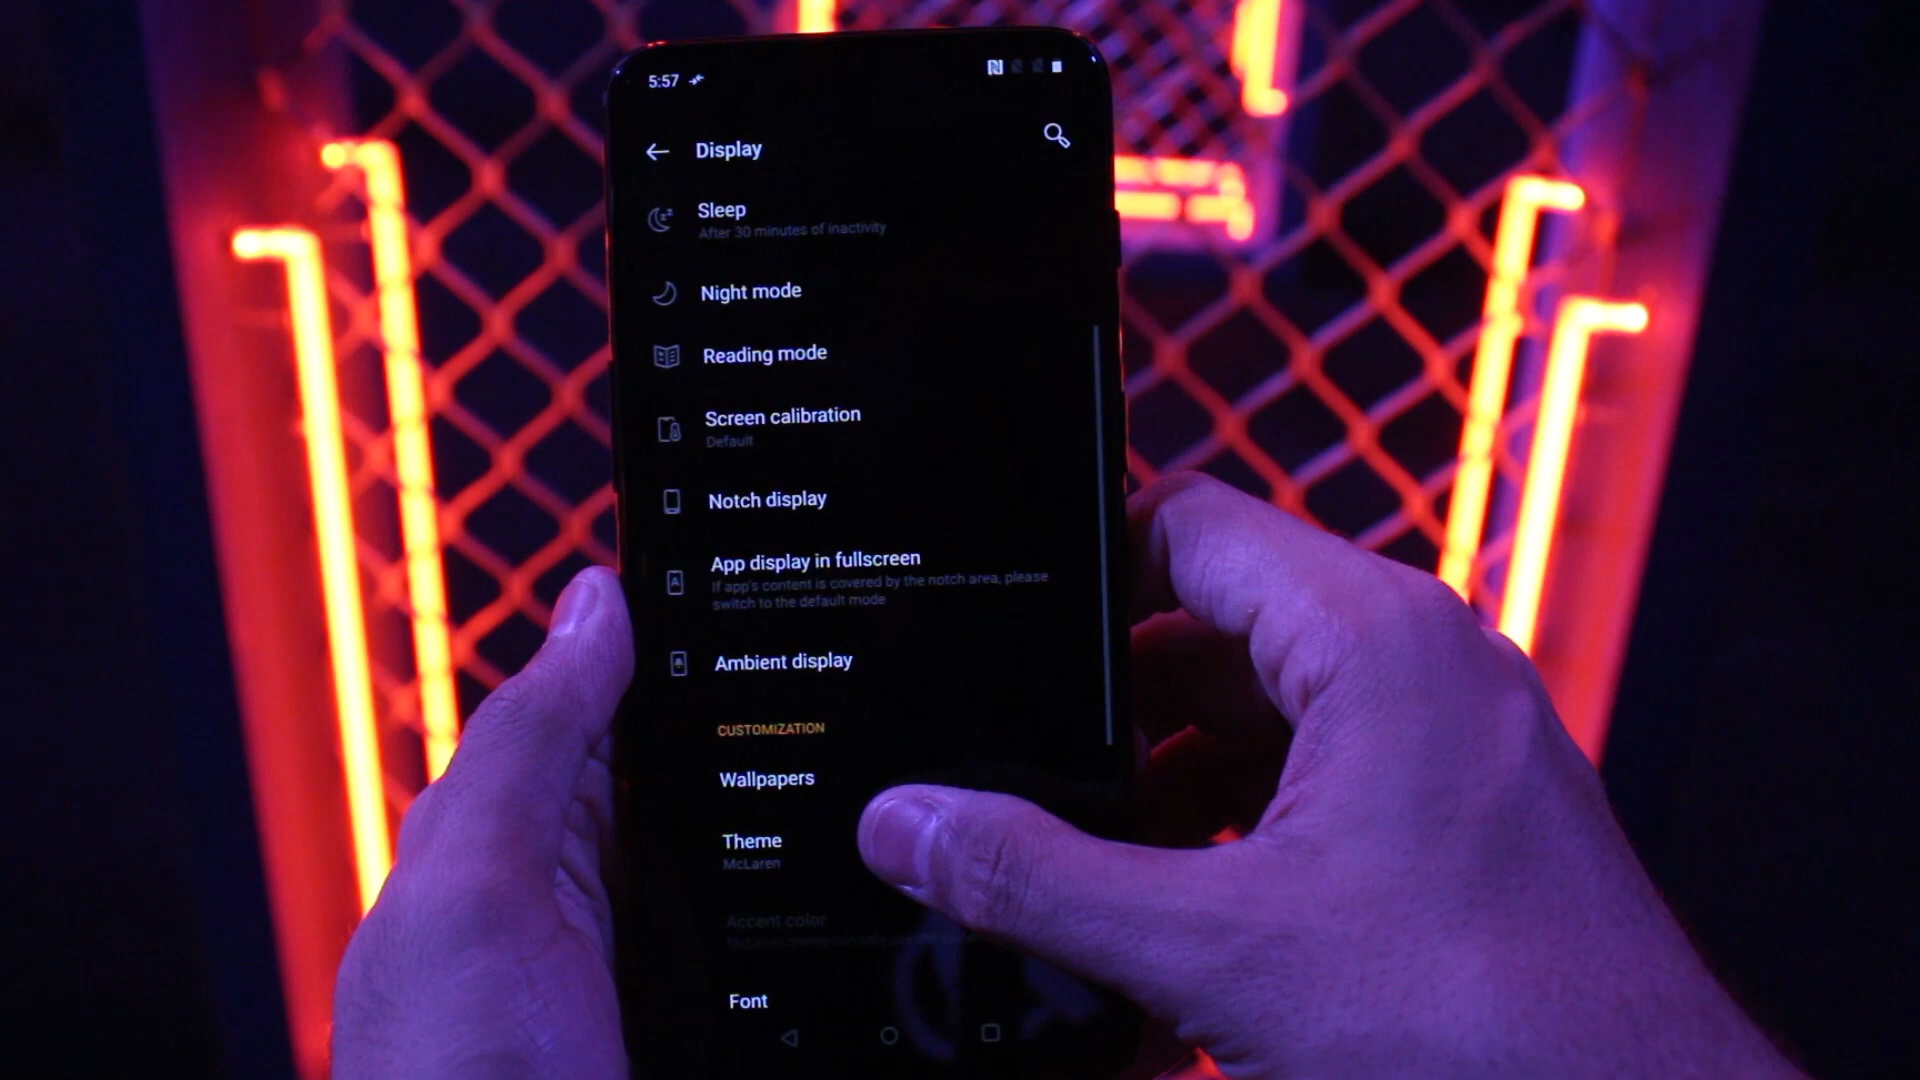 5:57
Display
Sleep
After 30 minutes of inactivity
Night mode
Reading mode
Screen calibration
Default
Notch display
App display in fullscreen
If app's content is covered by the notch area, please
switch to the default mode
Ambient display
CUSTOMIZATION
Wallpapers
Theme
McLaren
Accent color
Font